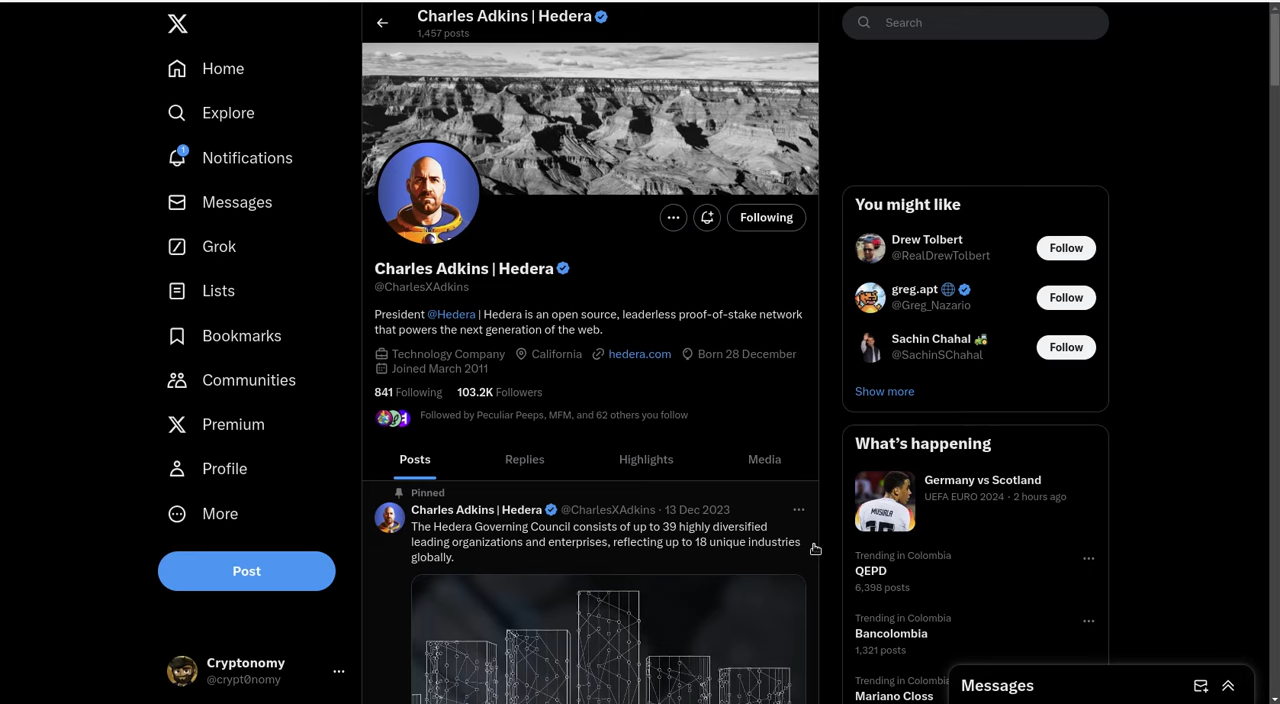 Home
Explore
1
Notifications
Messages
Grok
Lists
Bookmarks
Communities
Premium
Profile
More
Post
Cryptonomy
@crypt0nomy
Charles Adkins | Hedera
1,457 posts
Following
Charles Adkins | Hedera
@CharlesXAdkins
President @Hedera | Hedera is an open source, leaderless proof-of-stake network
that powers the next generation of the web.
Technology Company California hedera.com Born 28 December
Joined March 2011
841 Following 103.2K Followers
Followed by Peculiar Peeps, MFM, and 62 others you follow
Posts Replies Highlights Media
Pinned
Charles Adkins | Hedera @CharlesXAdkins · 13 Dec 2023
The Hedera Governing Council consists of up to 39 highly diversified
leading organizations and enterprises, reflecting up to 18 unique industries
globally.
Search
You might like
Drew Tolbert
@RealDrewTolbert
Follow
greg.apt
@Greg_Nazario
Follow
Sachin Chahal
@SachinSChahal
Follow
Show more
What's happening
Germany vs Scotland
UEFA EURO 2024 · 2 hours ago
Trending in Colombia
QEPD
6,398 posts
Trending in Colombia
Bancolombia
1,321 posts
Trending in Colombia
Mariano Closs
Messages